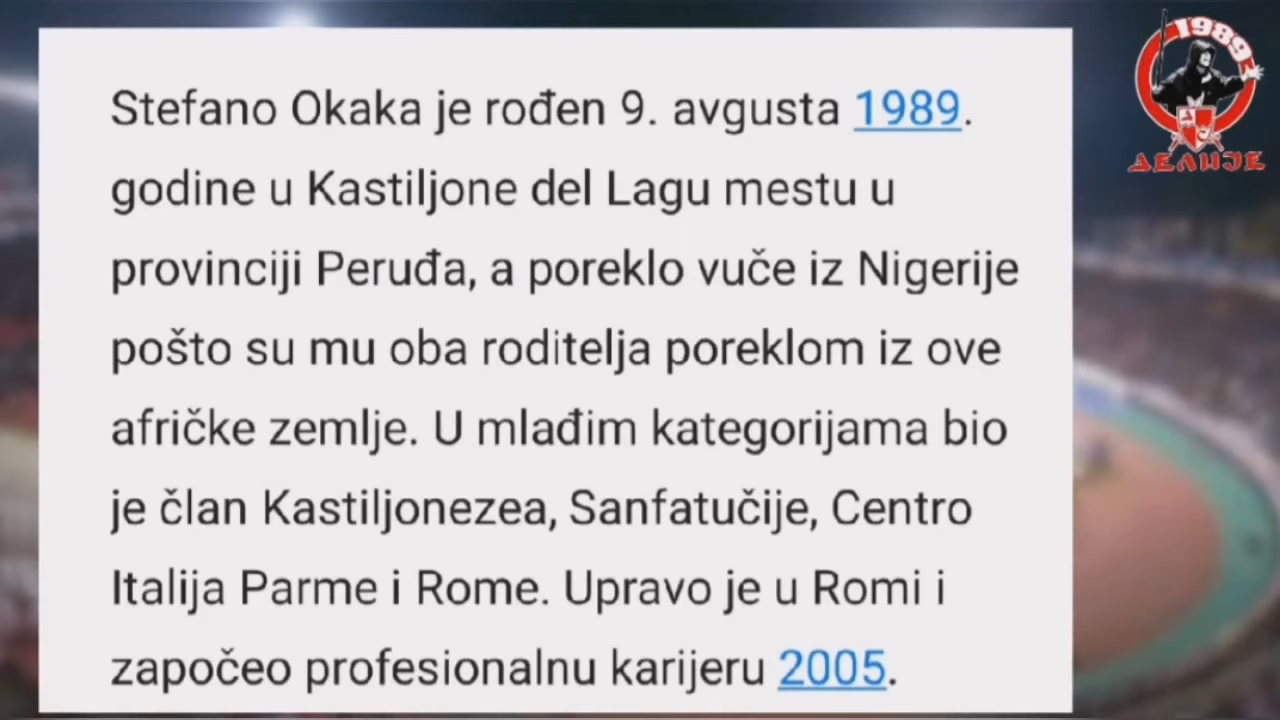 Stefano Okaka je rođen 9. avgusta 1989.
godine u Kastiljone del Lagu mestu u
provinciji Peruđa, a poreklo vuče iz Nigerije
pošto su mu oba roditelja poreklom iz ove
afričke zemlje. U mlađim kategorijama bio
je član Kastiljonezea, Sanfatučije, Centro
Italija Parme i Rome. Upravo je u Romi i
započeo profesionalnu karijeru 2005.
1989
ДЕЛИЈЕ